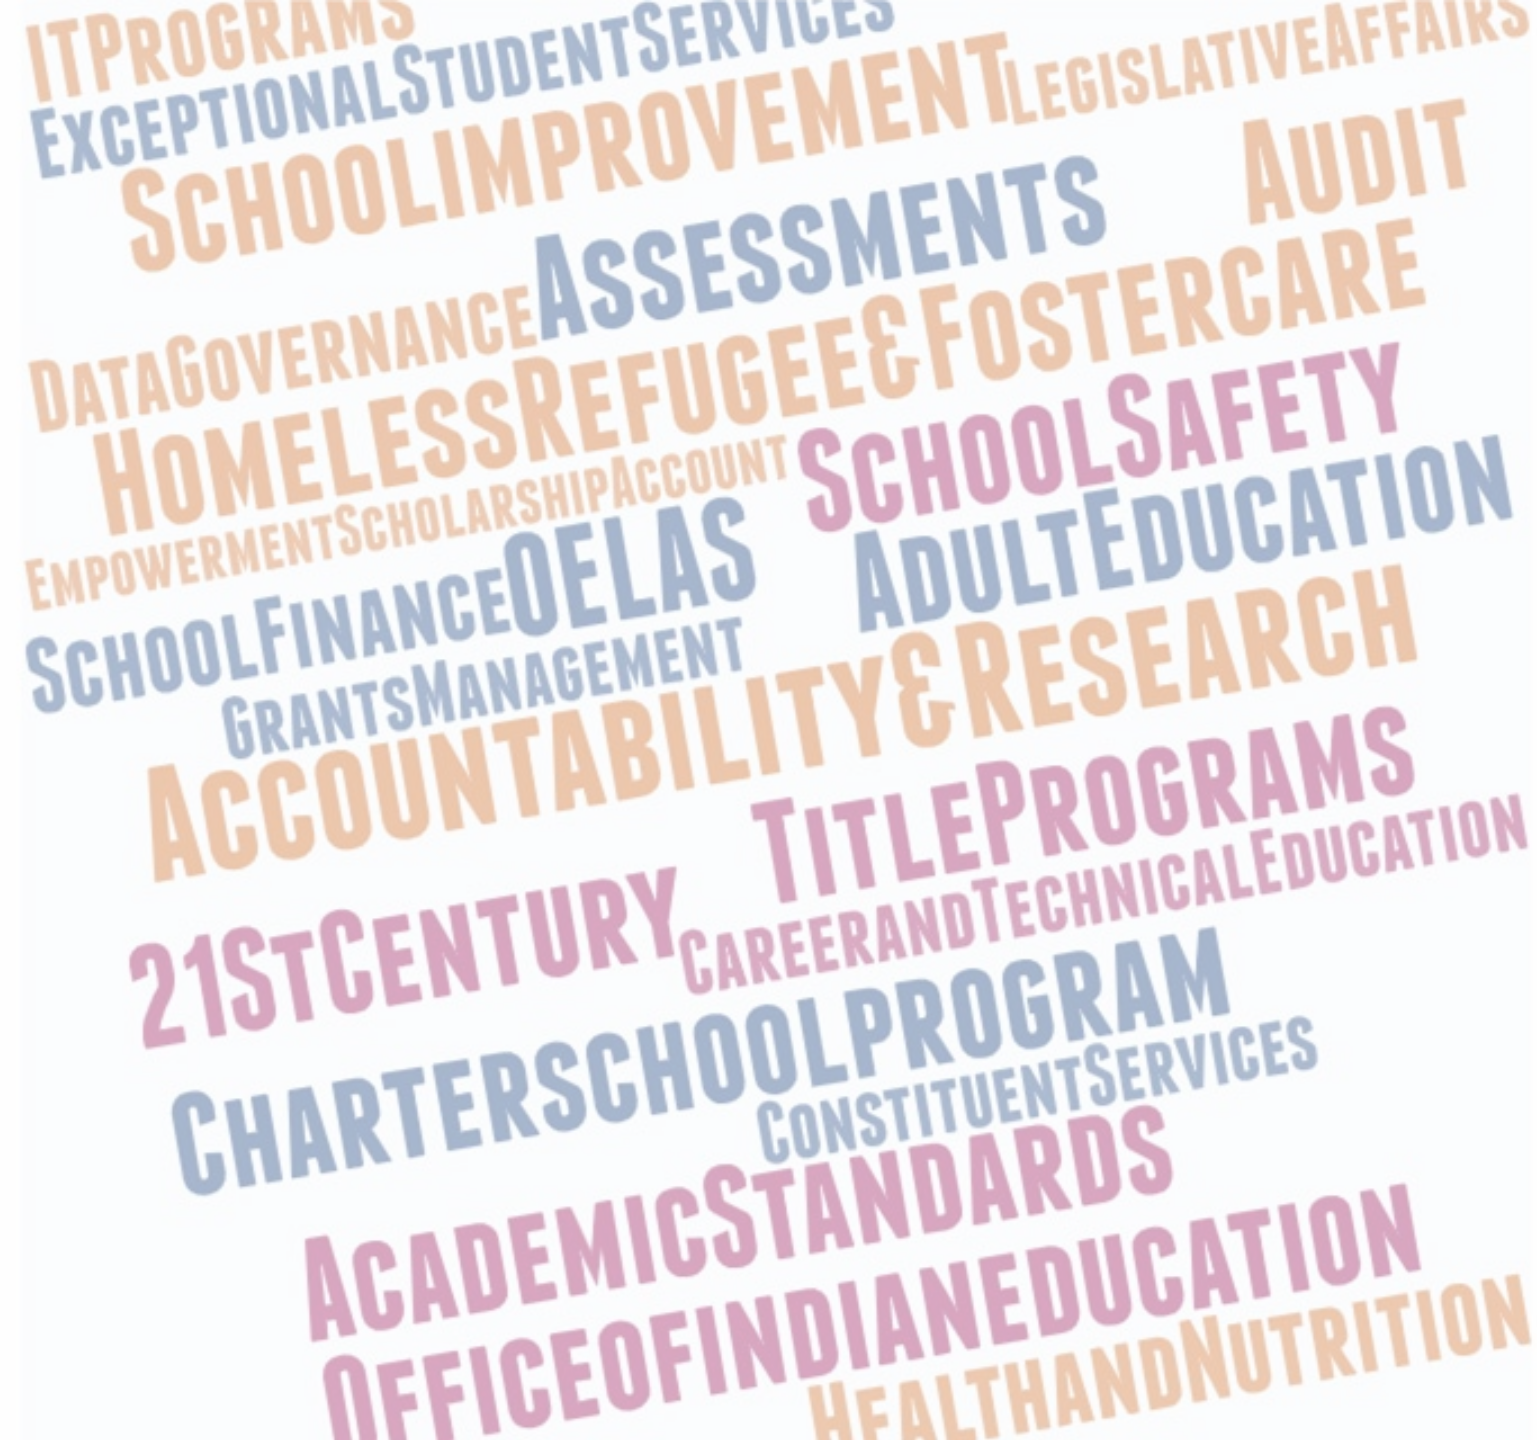 ITPROGRAMS
EXCEPTIONALSTUDENTSERVICES
LEGISLATIVEAFFAIRS
SCHOOLIMPROVEMENT
AUDIT
ASSESSMENTS
DATAGOVERNANCE
HOMELESSREFUGEE&FOSTERCARE
SCHOOLSAFETY
EMPOWERMENTSCHOLARSHIPACCOUNT
ADULTEDUCATION
OELAS
SCHOOLFINANCE
GRANTSMANAGEMENT
ACCOUNTABILITY&RESEARCH
TITLEPROGRAMS
CAREERANDTECHNICALEDUCATION
21STCENTURY
CHARTERSCHOOLPROGRAM
CONSTITUENTSERVICES
ACADEMICSTANDARDS
OFFICEOFINDIANEDUCATION
HEALTHANDNUTRITION